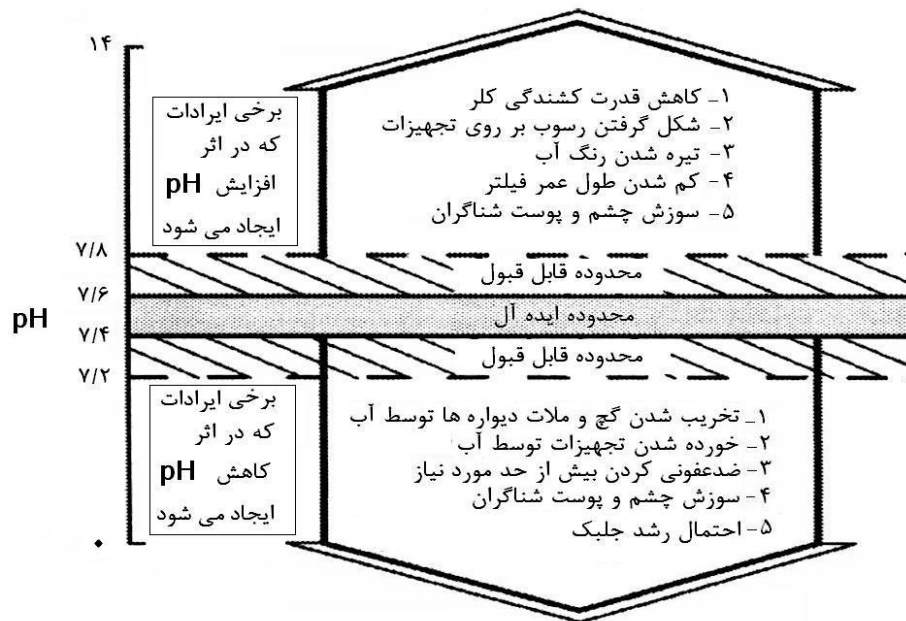 ۱۴
برخی ایرادات
که در اثر
افزایش pH
ایجاد می شود
۱_ کاهش قدرت کشندگی کلر
۲_ شکل گرفتن رسوب بر روی تجهیزات
۳- تیره شدن رنگ آب
۴- کم شدن طول عمر فیلتر
۵- سوزش چشم و پوست شناگران
۷/۸
محدوده قابل قبول
۷/۶
pH
محدوده ایده آل
۷/۴
محدوده قابل قبول
۷/۲
برخی ایرادات
که در اثر
کاهش pH
ایجاد می شود
۱_ تخریب شدن گچ و ملات دیواره ها توسط آب
۲- خورده شدن تجهیزات توسط آب
۳- ضدعفونی کردن بیش از حد مورد نیاز
۴- سوزش چشم و پوست شناگران
۵- احتمال رشد جلبک
۰